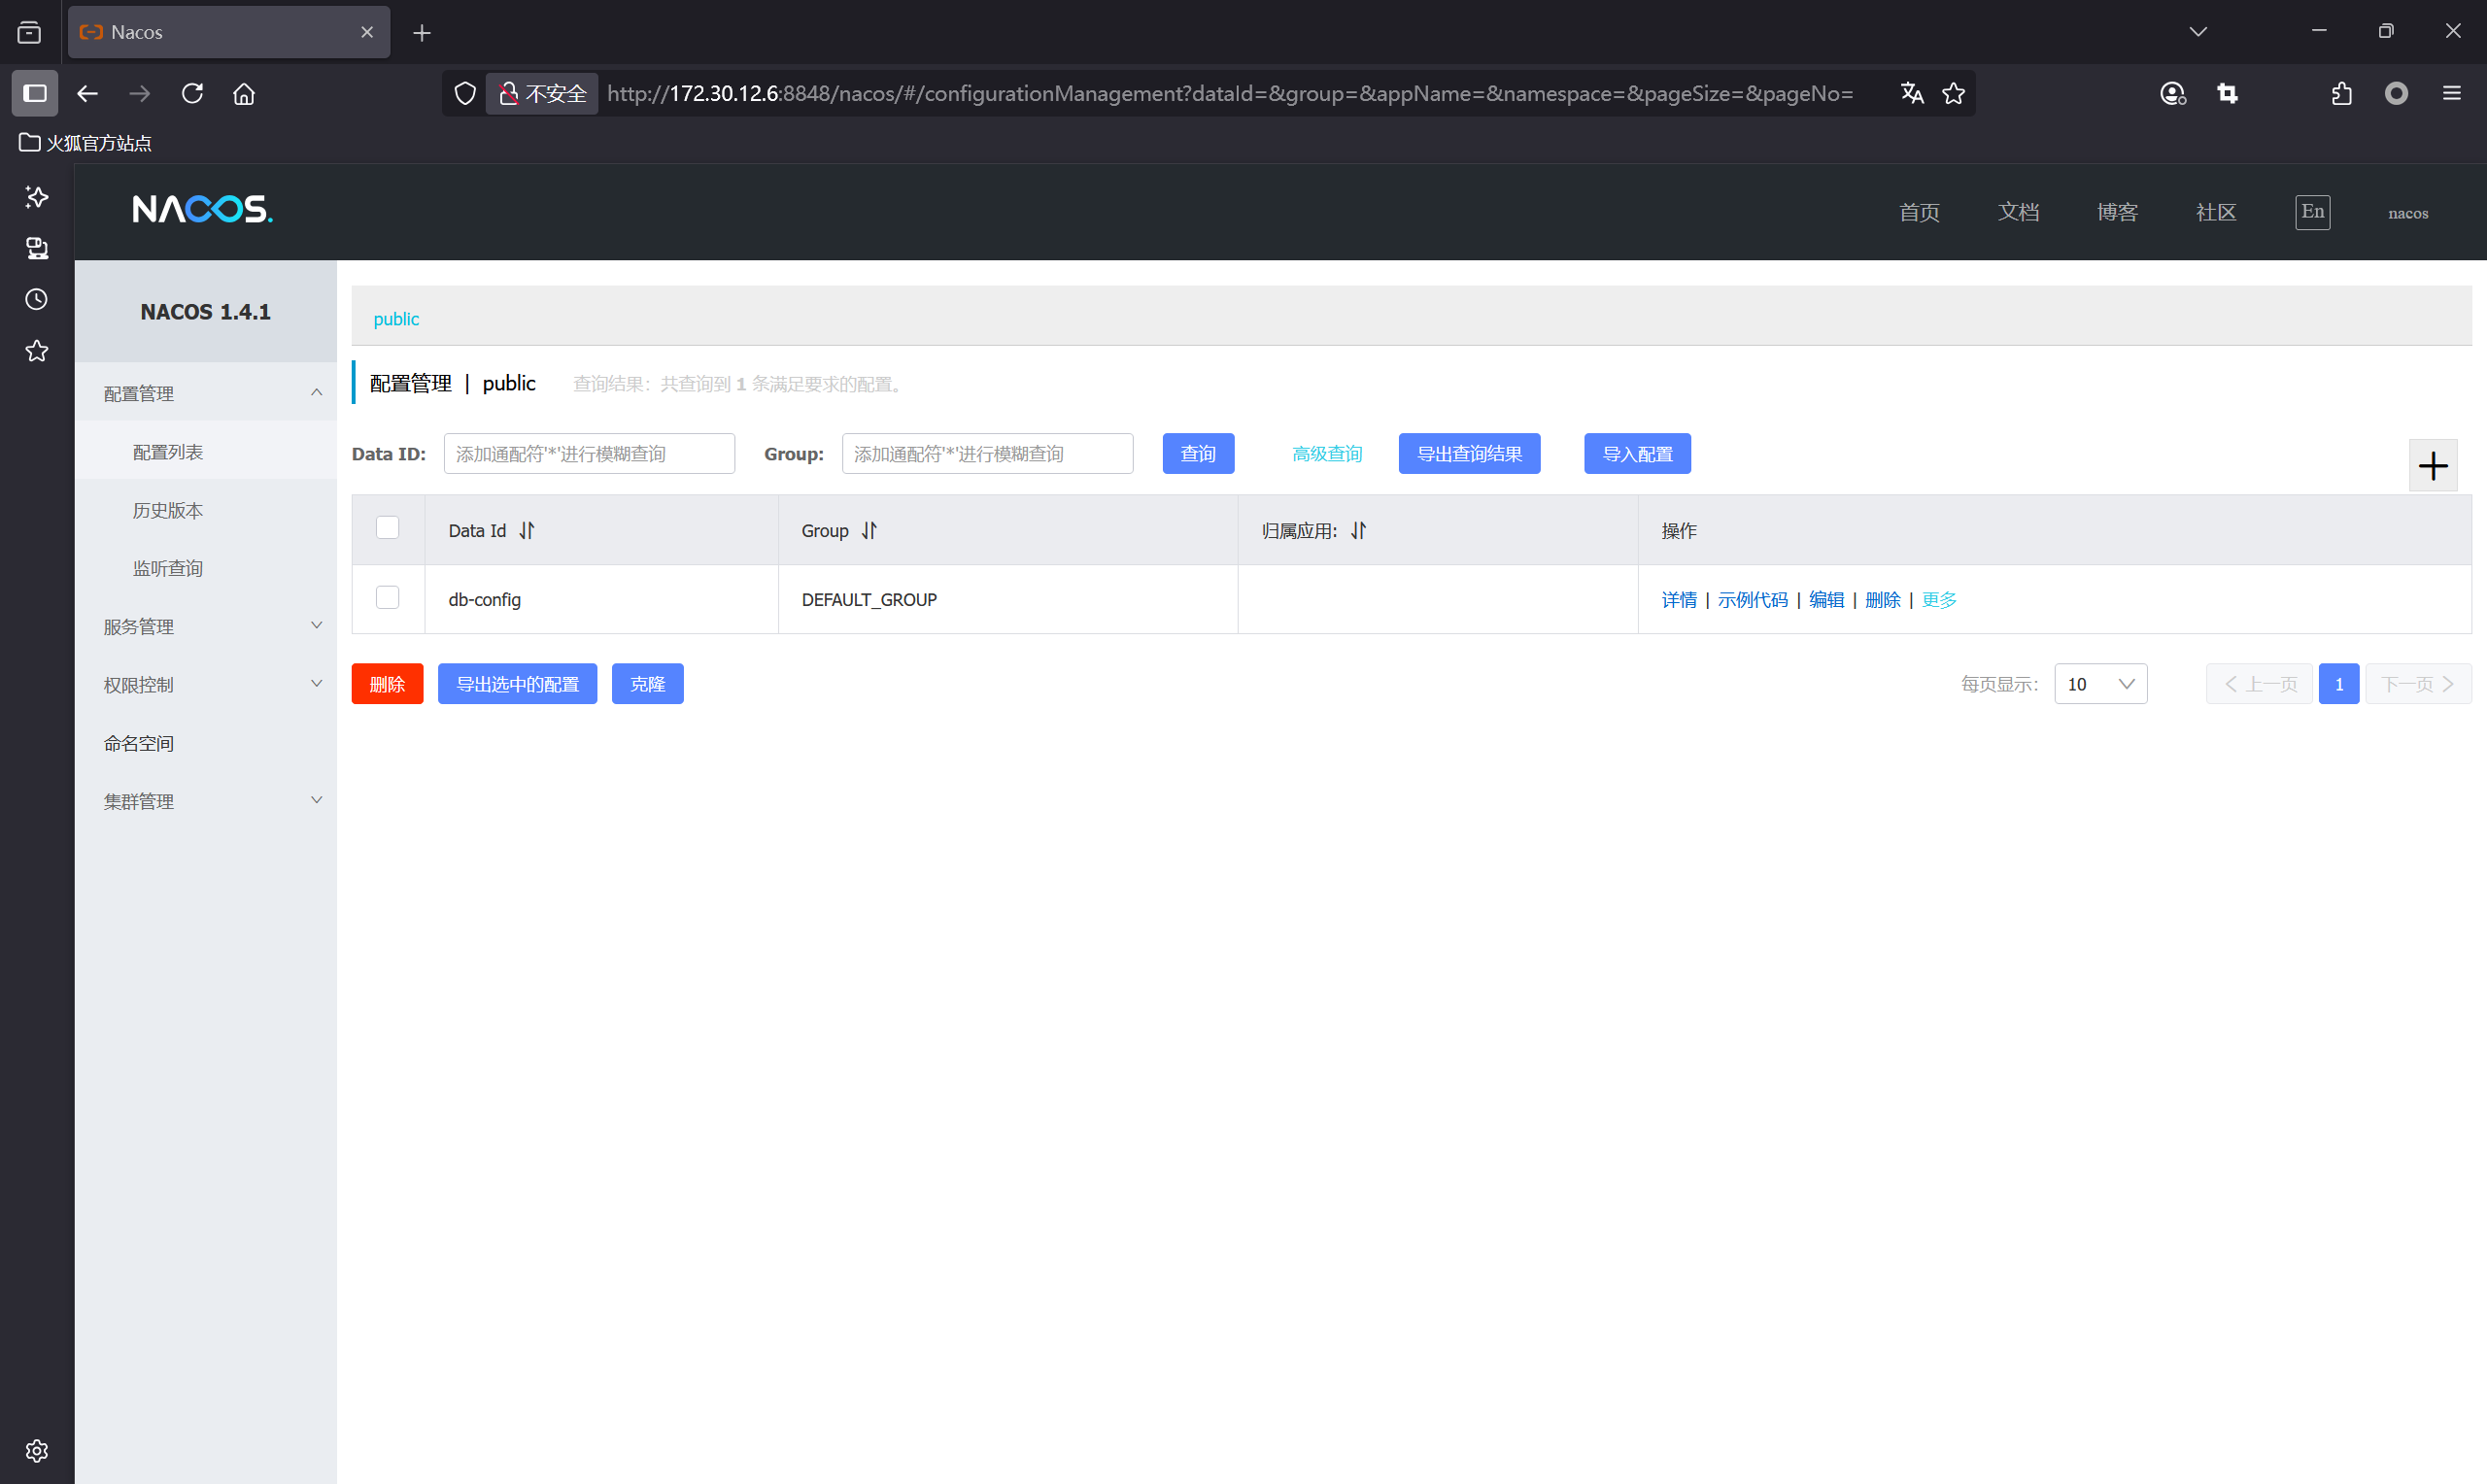 Nacos
不安全 http://172.30.12.6:8848/nacos/#/configurationManagement?dataId=&group=&appName=&namespace=&pageSize=&pageNo=
火狐官方站点
NACOS.
首页 文档 博客 社区 En nacos
NACOS 1.4.1
配置管理
配置列表
历史版本
监听查询
服务管理
权限控制
命名空间
集群管理
public
配置管理 | public 查询结果：共查询到 1 条满足要求的配置。
Data ID: 添加通配符'*'进行模糊查询 Group: 添加通配符'*'进行模糊查询 查询 高级查询 导出查询结果 导入配置
Data Id Group 归属应用: 操作
db-config DEFAULT_GROUP 详情 | 示例代码 | 编辑 | 删除 | 更多
删除 导出选中的配置 克隆 每页显示: 10 上一页 1 下一页